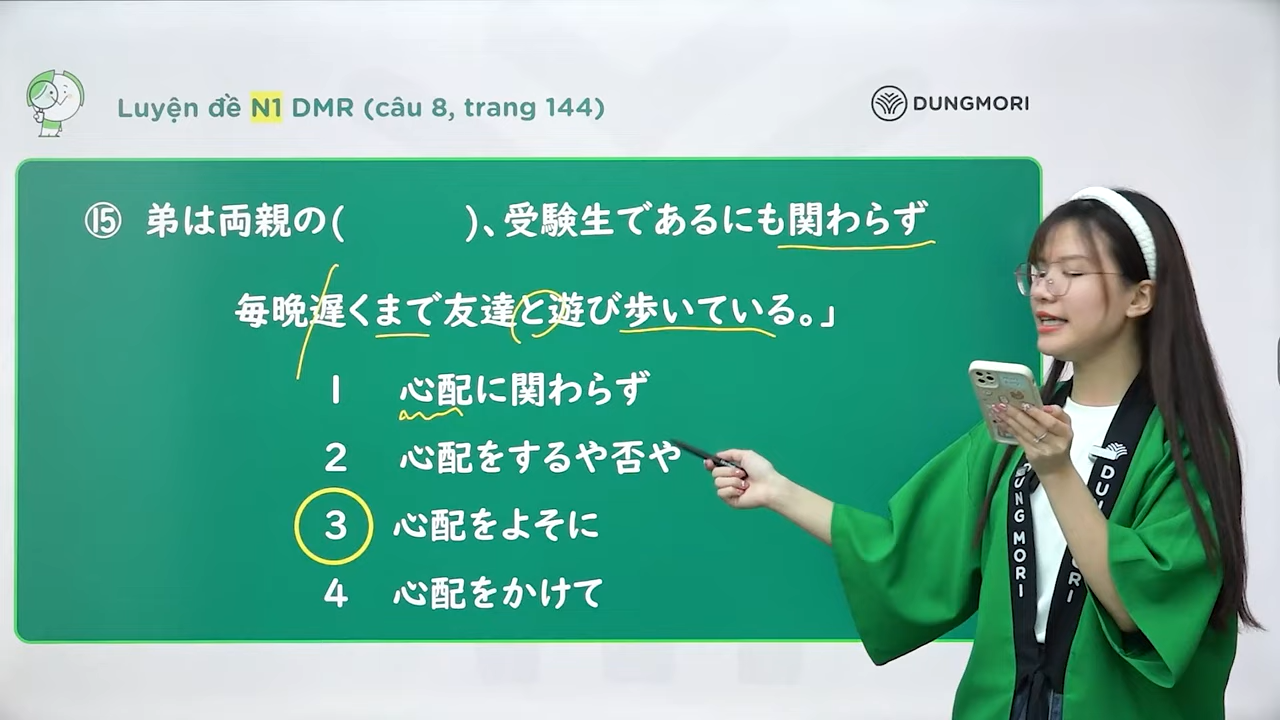 Luyện đề N1 DMR (câu 8, trang 144)
DUNGMORI
⑮ 弟は両親の( )、受験生であるにも関わらず
毎晩遅くまで友達と遊び歩いている。」
1 心配に関わらず
2 心配をするや否や
3 心配をよそに
4 心配をかけて
DUNG MORI